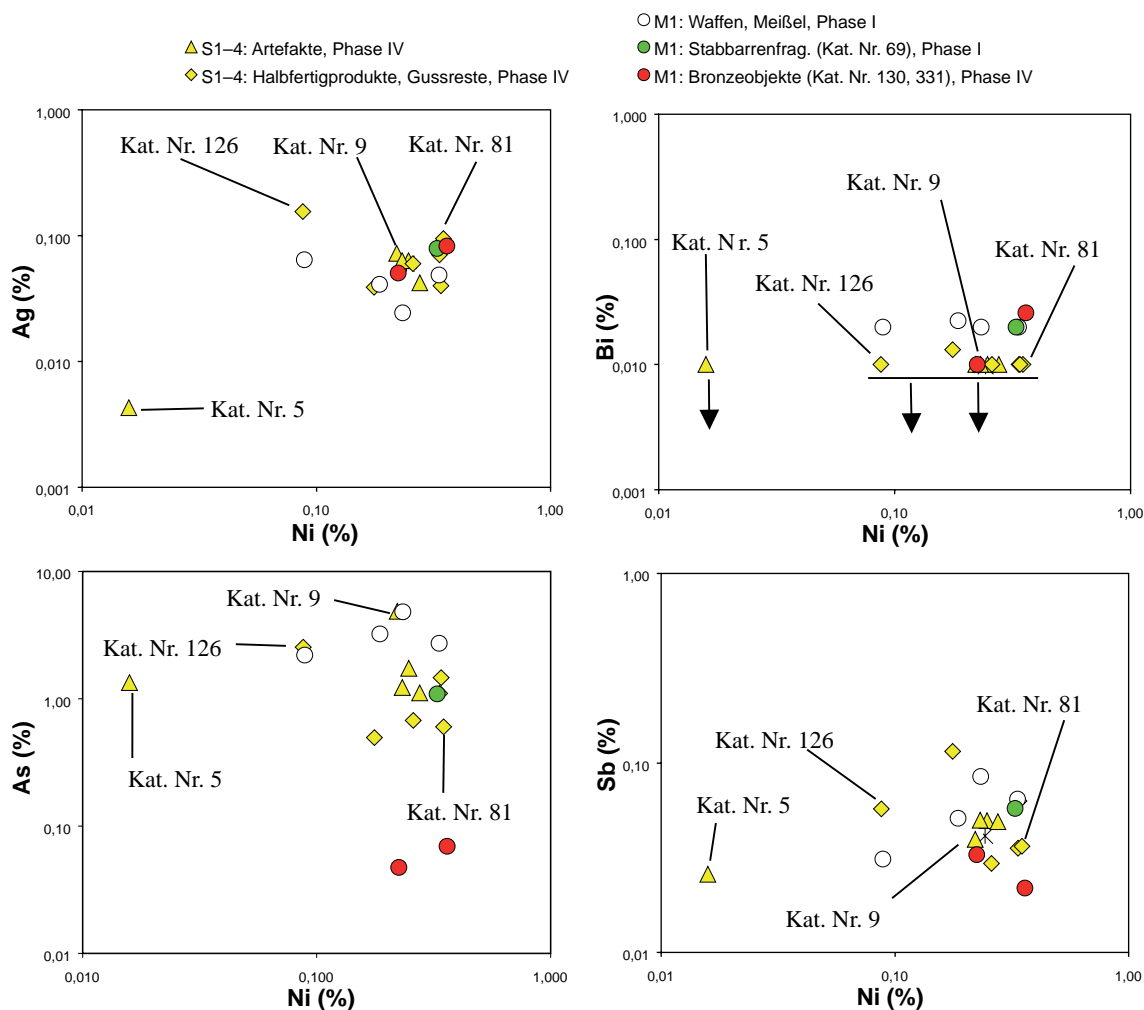 S1–4: Artefakte, Phase IV
S1–4: Halbfertigprodukte, Gussreste, Phase IV
M1: Waffen, Meißel, Phase I
M1: Stabbarrenfrag. (Kat. Nr. 69), Phase I
M1: Bronzeobjekte (Kat. Nr. 130, 331), Phase IV
1,000
0,100
0,010
0,001
Ag (%)
Kat. Nr. 126
Kat. Nr. 9
Kat. Nr. 81
Kat. Nr. 5
0,01
0,100
1,00
Ni (%)
1,000
0,100
0,010
0,001
Bi (%)
Kat. Nr. 9
Kat. N r. 5
Kat. Nr. 81
Kat. Nr. 126
0,01
0,10
1,00
Ni (%)
10,00
1,00
0,10
0,01
As (%)
Kat. Nr. 9
Kat. Nr. 126
Kat. Nr. 5
Kat. Nr. 81
0,01
0,100
1,000
Ni (%)
1,00
0,10
0,01
Sb (%)
Kat. Nr. 81
Kat. Nr. 126
Kat. Nr. 5
Kat. Nr. 9
0,01
0,10
1,00
Ni (%)